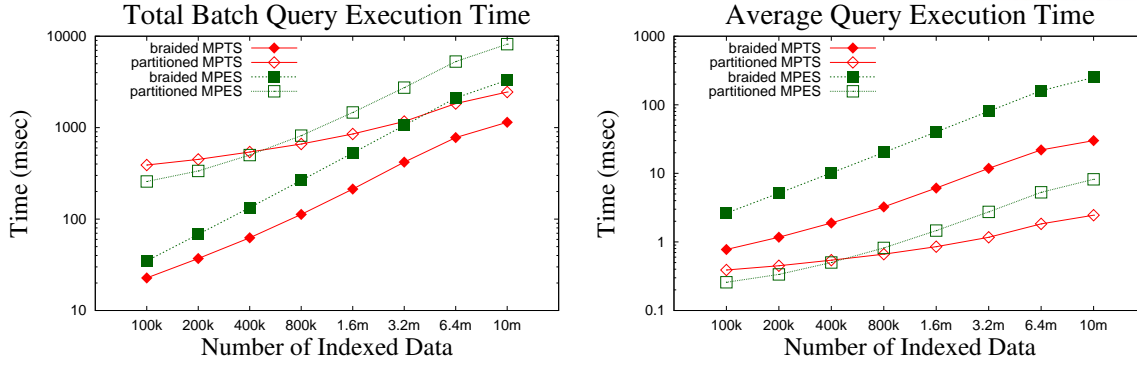 Total Batch Query Execution Time
10000
1000
100
10
Time (msec)
braided MPTS
partitioned MPTS
braided MPES
partitioned MPES
100k 200k 400k 800k 1.6m 3.2m 6.4m 10m
Number of Indexed Data
Average Query Execution Time
1000
100
10
1
0.1
Time (msec)
braided MPTS
partitioned MPTS
braided MPES
partitioned MPES
100k 200k 400k 800k 1.6m 3.2m 6.4m 10m
Number of Indexed Data